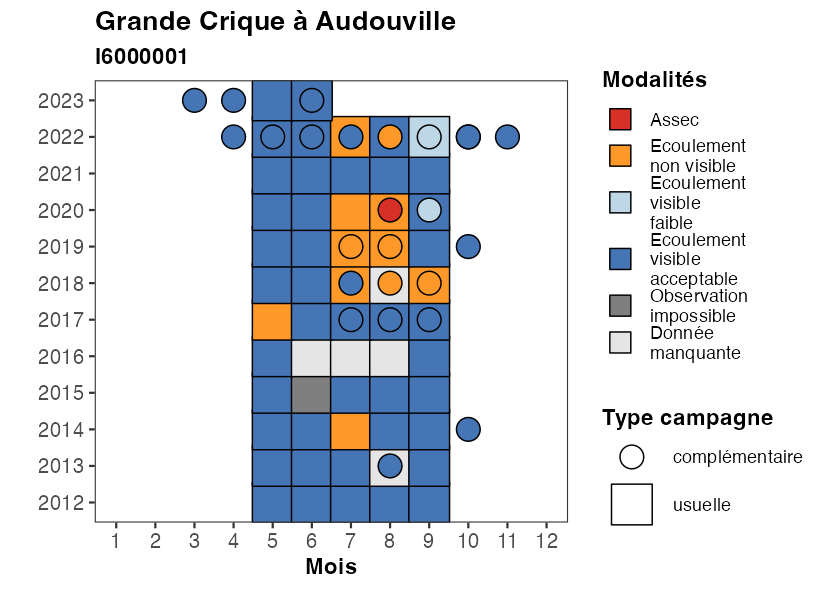 Grande Crique à Audouville
I6000001
2023
2022
2021
2020
2019
2018
2017
2016
2015
2014
2013
2012
1 2 3 4 5 6 7 8 9 10 11 12
Mois
Modalités
Assec
Ecoulement
non visible
Ecoulement
visible
faible
Ecoulement
visible
acceptable
Observation
impossible
Donnée
manquante
Type campagne
complémentaire
usuelle